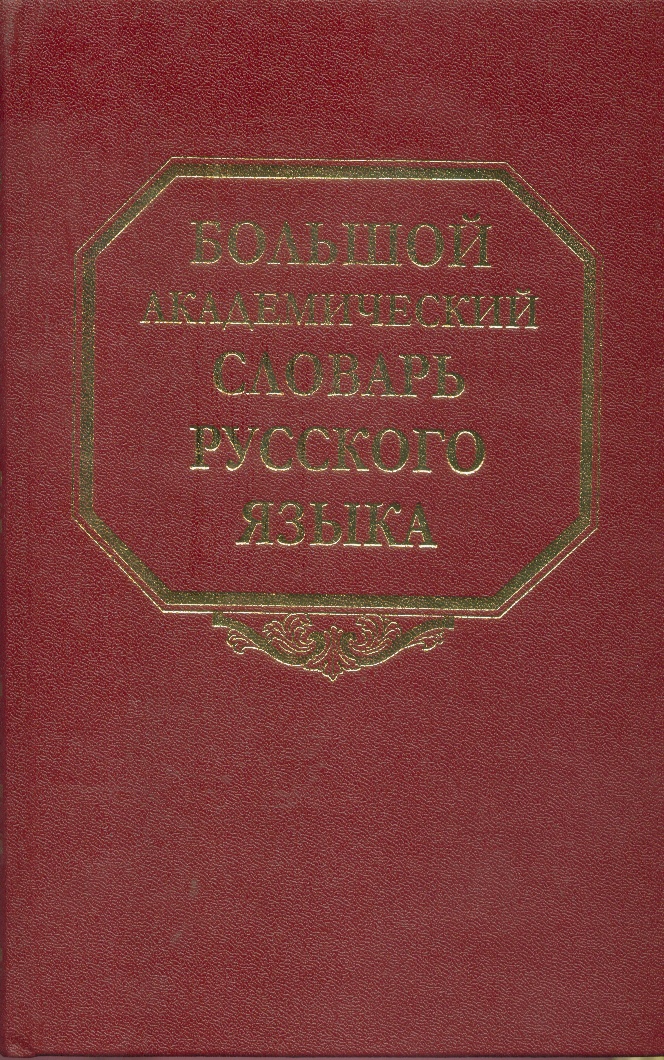 БОЛЬШОЙ
АКАДЕМИЧЕСКИЙ
СЛОВАРЬ
РУССКОГО
ЯЗЫКА